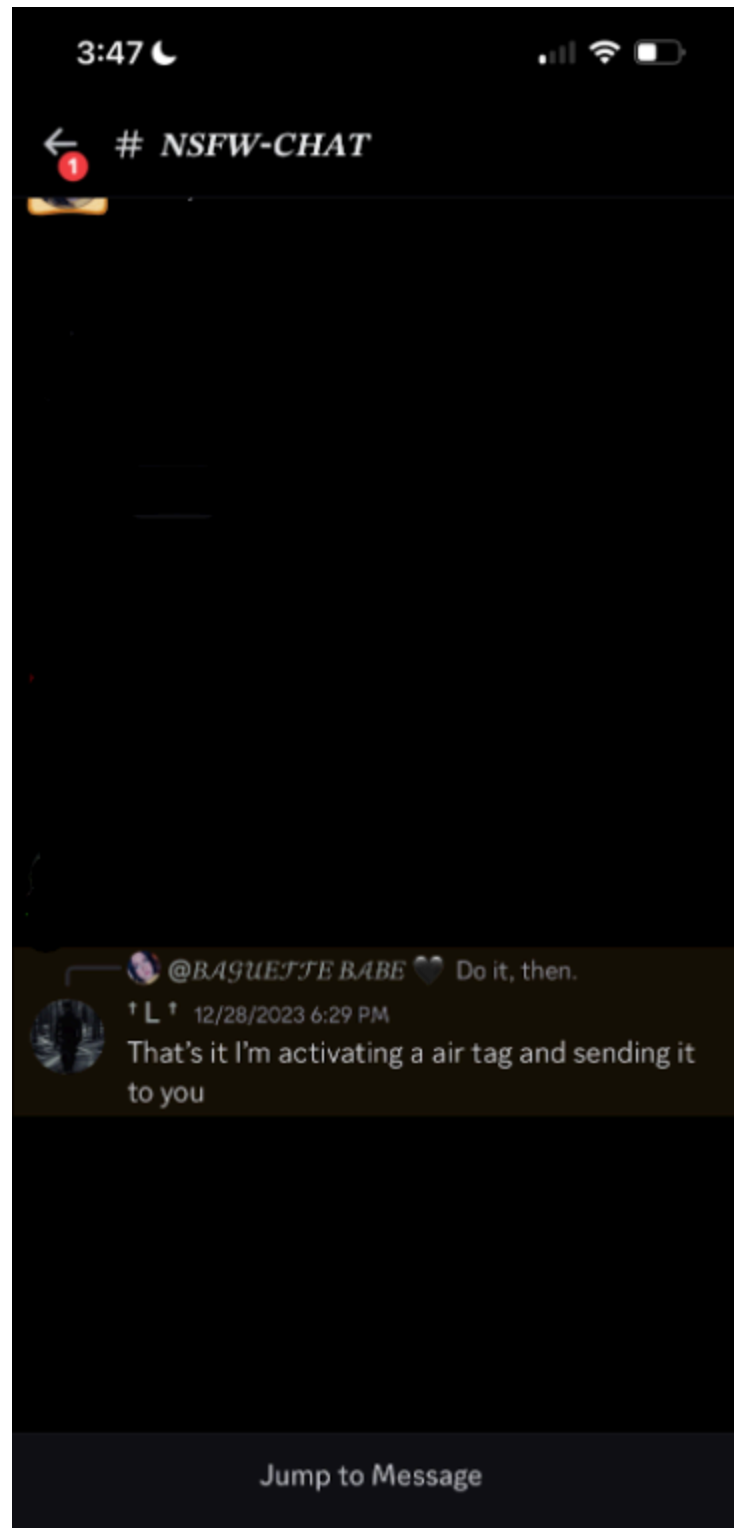 3:47
1
# NSFW-CHAT
@BAGUETTE BABE 🖤 Do it, then.
† L † 12/28/2023 6:29 PM
That's it I'm activating a air tag and sending it
to you
Jump to Message